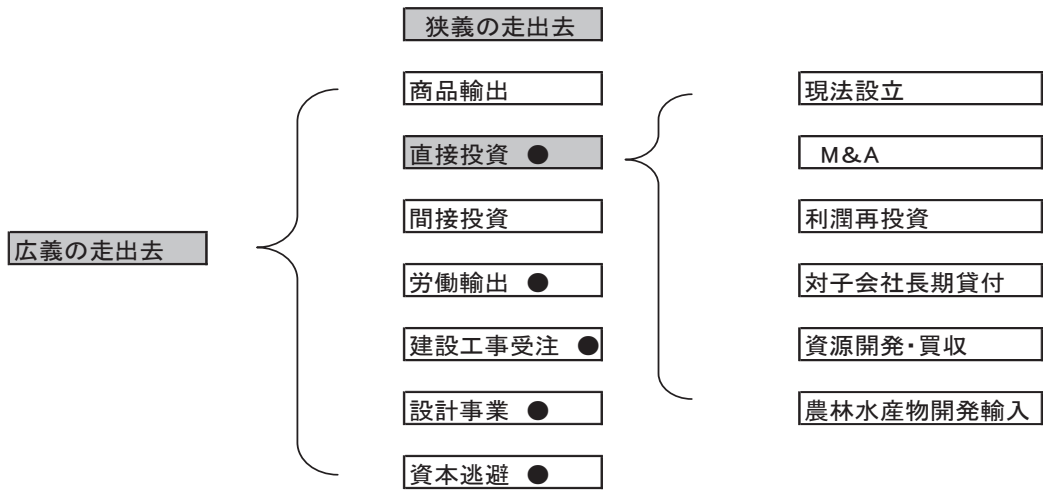 狭義の走出去
商品輸出
現法設立
直接投資 ●
M&A
間接投資
利潤再投資
広義の走出去
労働輸出 ●
対子会社長期貸付
建設工事受注 ●
資源開発・買収
設計事業 ●
農林水産物開発輸入
資本逃避 ●